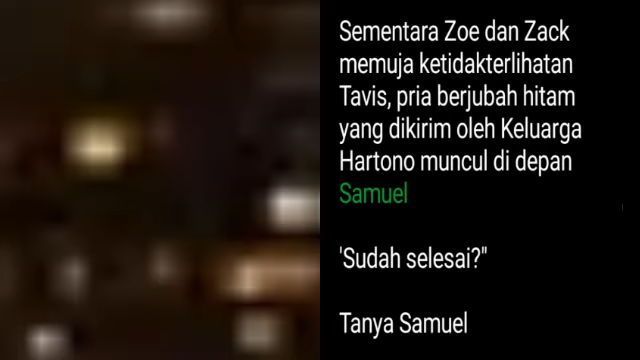 Sementara Zoe dan Zack
memuja ketidakterlihatan
Tavis, pria berjubah hitam
yang dikirim oleh Keluarga
Hartono muncul di depan
Samuel
'Sudah selesai?"
Tanya Samuel